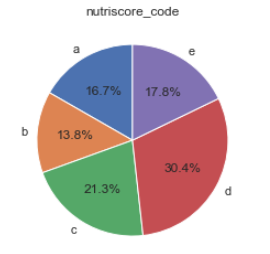 nutriscore_code
a
e
16.7%
17.8%
b
13.8%
30.4%
21.3%
d
c